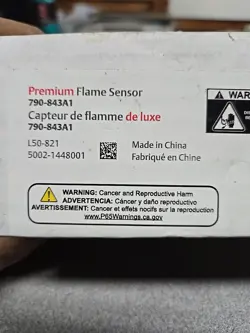 Premium Flame Sensor
790-843A1
Capteur de flamme de luxe
790-843A1
L50-821
5002-1448001
Made in China
Fabriqué en Chine
WARNING: Cancer and Reproductive Harm
ADVERTENCIA: Cáncer y daño reproductivo
AVERTISSEMENT: Cancer et effets nocifs sur la reproduction
www.P65Warnings.ca.gov
WAR